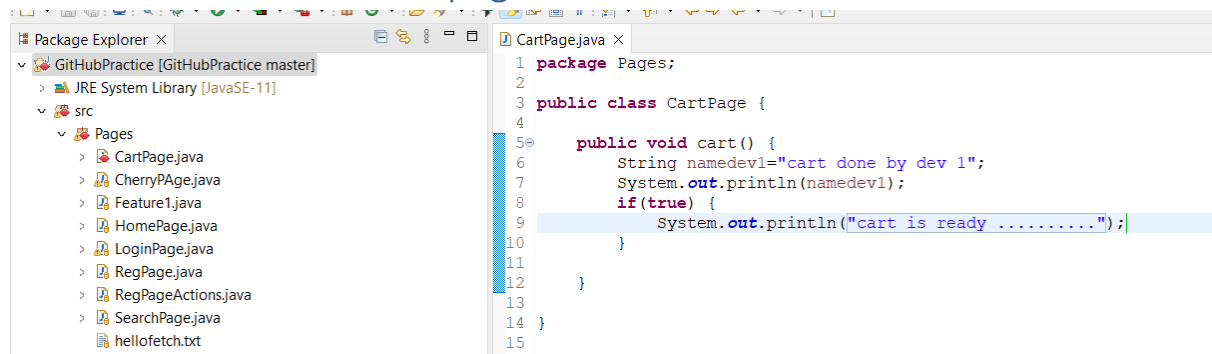 Package Explorer
GitHubPractice [GitHubPractice master]
JRE System Library [JavaSE-11]
src
Pages
CartPage.java
CherryPAge.java
Feature1.java
HomePage.java
LoginPage.java
RegPage.java
RegPageActions.java
SearchPage.java
hellofetch.txt
CartPage.java
1 package Pages;
2
3 public class CartPage {
4
5 public void cart() {
6 String namedev1="cart done by dev 1";
7 System.out.println(namedev1);
8 if(true) {
9 System.out.println("cart is ready ..........");
10 }
11
12 }
13
14 }
15